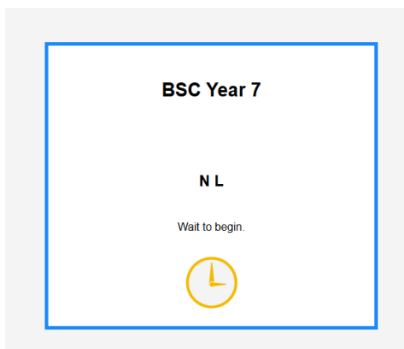 BSC Year 7
N L
Wait to begin.